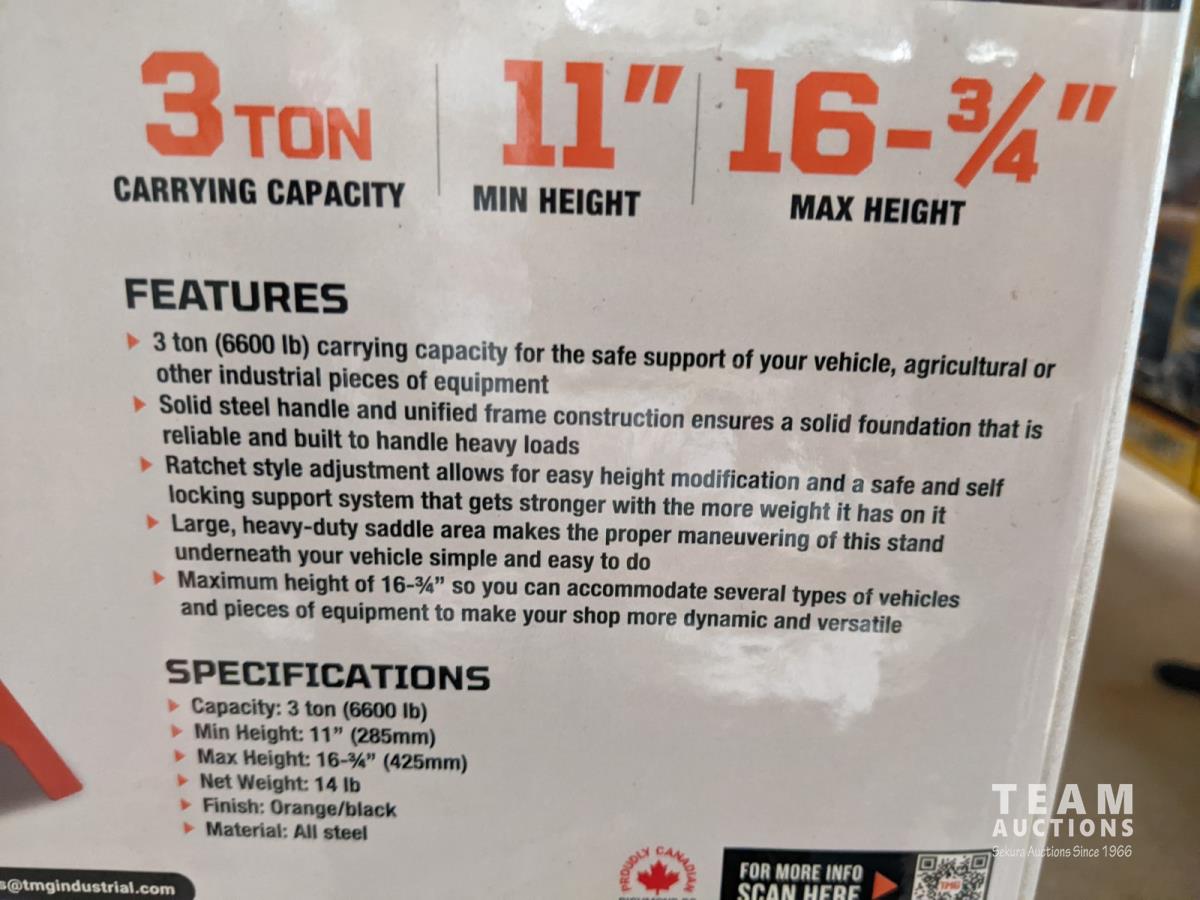 3 TON
CARRYING CAPACITY
11"
MIN HEIGHT
16-¾"
MAX HEIGHT
FEATURES
3 ton (6600 lb) carrying capacity for the safe support of your vehicle, agricultural or
other industrial pieces of equipment
Solid steel handle and unified frame construction ensures a solid foundation that is
reliable and built to handle heavy loads
Ratchet style adjustment allows for easy height modification and a safe and self
locking support system that gets stronger with the more weight it has on it
Large, heavy-duty saddle area makes the proper maneuvering of this stand
underneath your vehicle simple and easy to do
Maximum height of 16-¾" so you can accommodate several types of vehicles
and pieces of equipment to make your shop more dynamic and versatile
SPECIFICATIONS
Capacity: 3 ton (6600 lb)
Min Height: 11" (285mm)
Max Height: 16-¾" (425mm)
Net Weight: 14 lb
Finish: Orange/black
Material: All steel
s@tmgindustrial.com
PROUDLY CANADIAN
FOR MORE INFO
SCAN HERE
TMG
TEAM
AUCTIONS
Sekura Auctions Since 1966